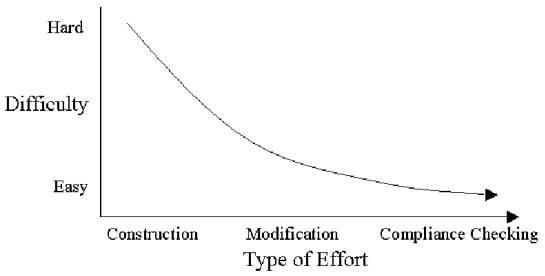 Hard
Difficulty
Easy
Construction Modification Compliance Checking
Type of Effort